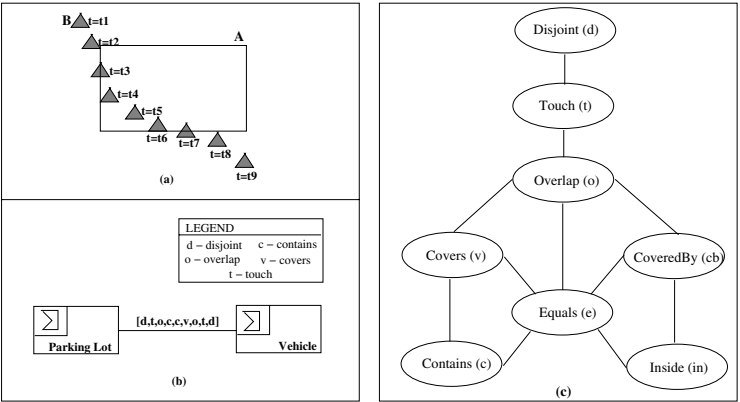 B
t=t1
t=t2
A
t=t3
t=t4
t=t5
t=t6
t=t7
t=t8
t=t9
(a)
LEGEND
d – disjoint c – contains
o – overlap v – covers
t – touch
[d,t,o,c,c,v,o,t,d]
Parking Lot
Vehicle
(b)
Disjoint (d)
Touch (t)
Overlap (o)
Covers (v)
CoveredBy (cb)
Equals (e)
Contains (c)
Inside (in)
(c)